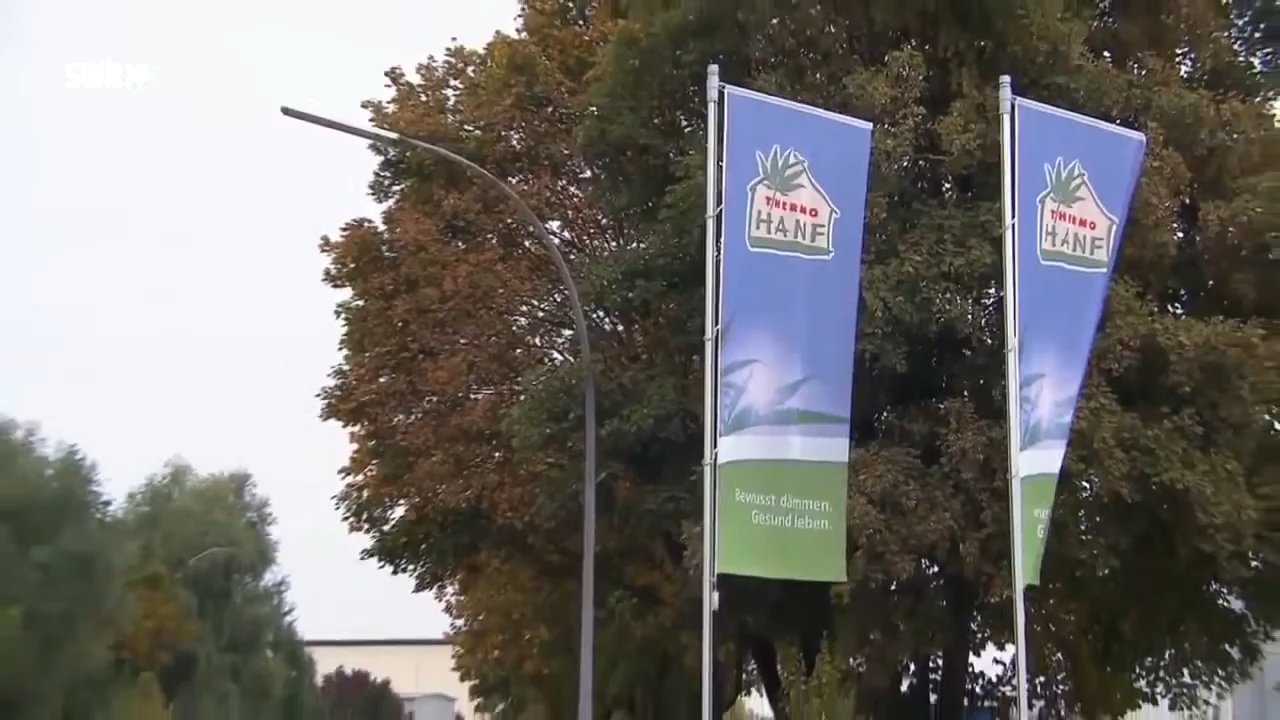 SWR
THERMO
HANF
Bewusst dämmen.
Gesund leben.
THERMO
HANF